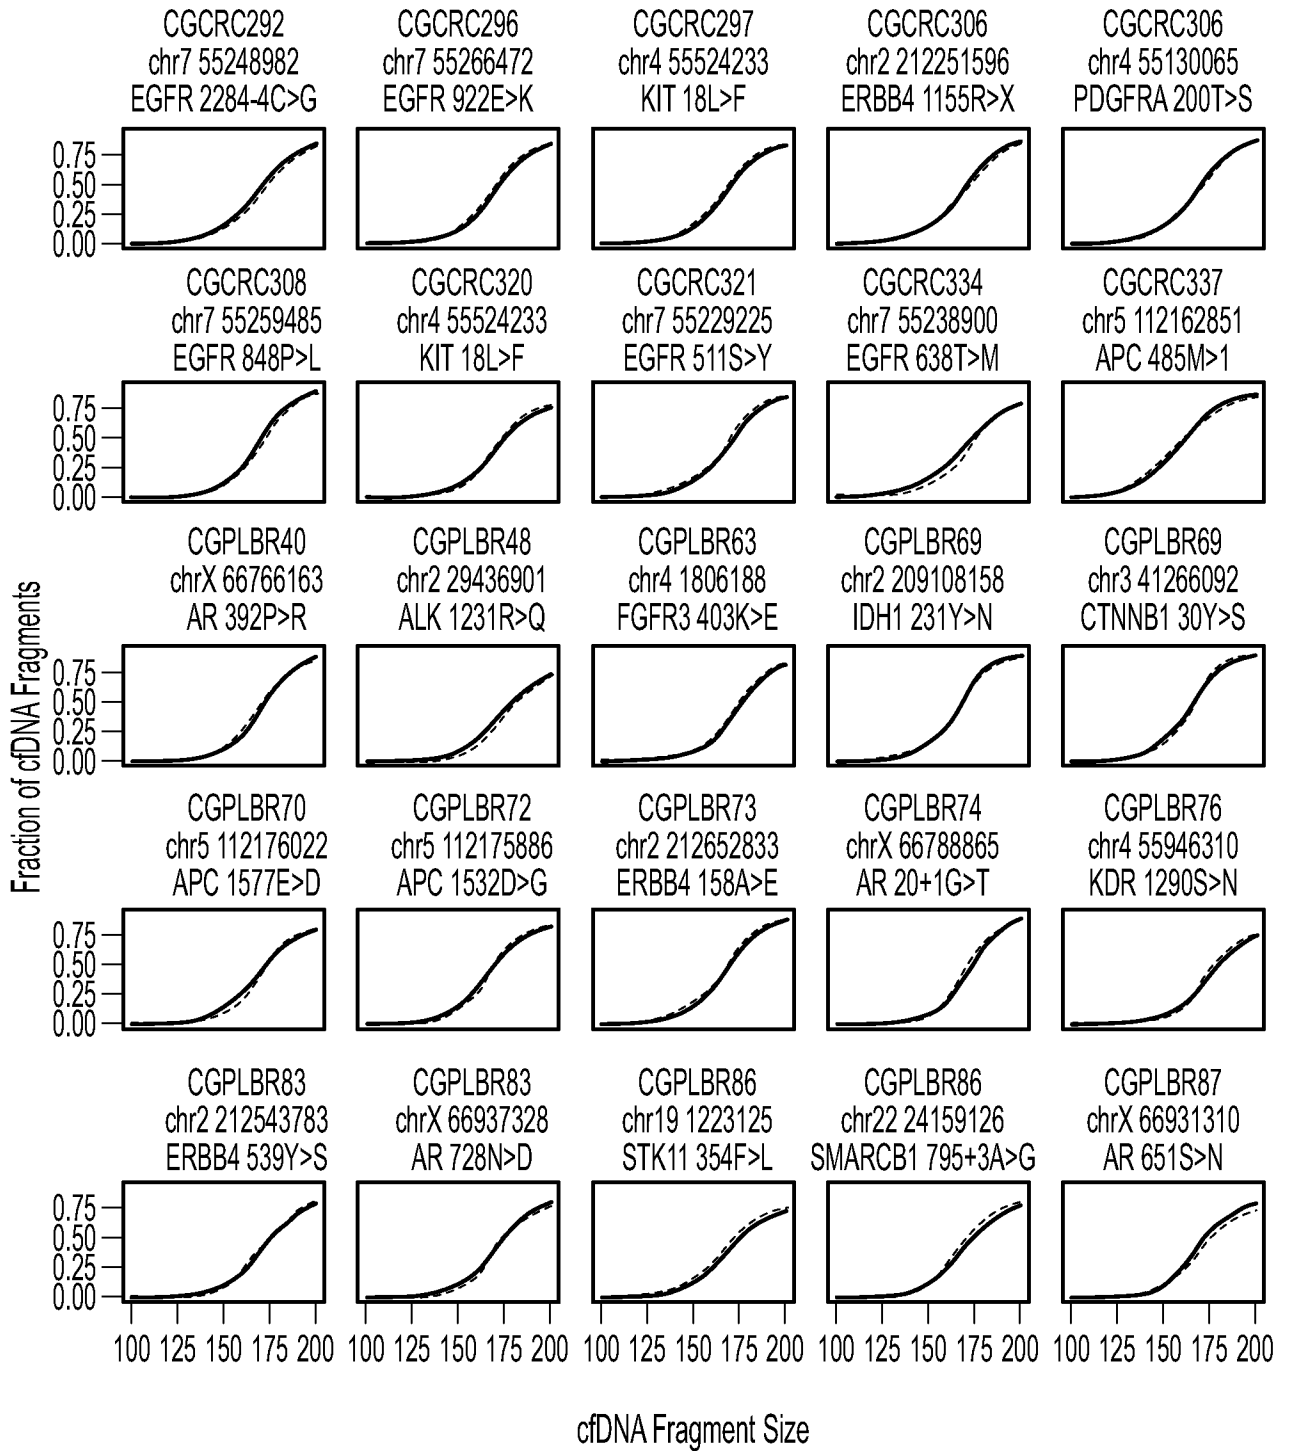 CGCRC292 CGCRC296 CGCRC297 CGCRC306 CGCRC306
chr7 55248982 chr7 55266472 chr4 55524233 chr2 212251596 chr4 55130065
EGFR 2284-4C>G EGFR 922E>K KIT 18L>F ERBB4 1155R>X PDGFRA 200T>S
0.75
0.50
0.25
0.00
CGCRC308 CGCRC320 CGCRC321 CGCRC334 CGCRC337
chr7 55259485 chr4 55524233 chr7 55229225 chr7 55238900 chr5 112162851
EGFR 848P>L KIT 18L>F EGFR 511S>Y EGFR 638T>M APC 485M>1
0.75
0.50
0.25
0.00
CGPLBR40 CGPLBR48 CGPLBR63 CGPLBR69 CGPLBR69
chrX 66766163 chr2 29436901 chr4 1806188 chr2 209108158 chr3 41266092
AR 392P>R ALK 1231R>Q FGFR3 403K>E IDH1 231Y>N CTNNB1 30Y>S
0.75
0.50
0.25
0.00
Fraction of cfDNA Fragments
CGPLBR70 CGPLBR72 CGPLBR73 CGPLBR74 CGPLBR76
chr5 112176022 chr5 112175886 chr2 212652833 chrX 66788865 chr4 55946310
APC 1577E>D APC 1532D>G ERBB4 158A>E AR 20+1G>T KDR 1290S>N
0.75
0.50
0.25
0.00
CGPLBR83 CGPLBR83 CGPLBR86 CGPLBR86 CGPLBR87
chr2 212543783 chrX 66937328 chr19 1223125 chr22 24159126 chrX 66931310
ERBB4 539Y>S AR 728N>D STK11 354F>L SMARCB1 795+3A>G AR 651S>N
0.75
0.50
0.25
0.00
100 125 150 175 200 100 125 150 175 200 100 125 150 175 200 100 125 150 175 200 100 125 150 175 200
cfDNA Fragment Size